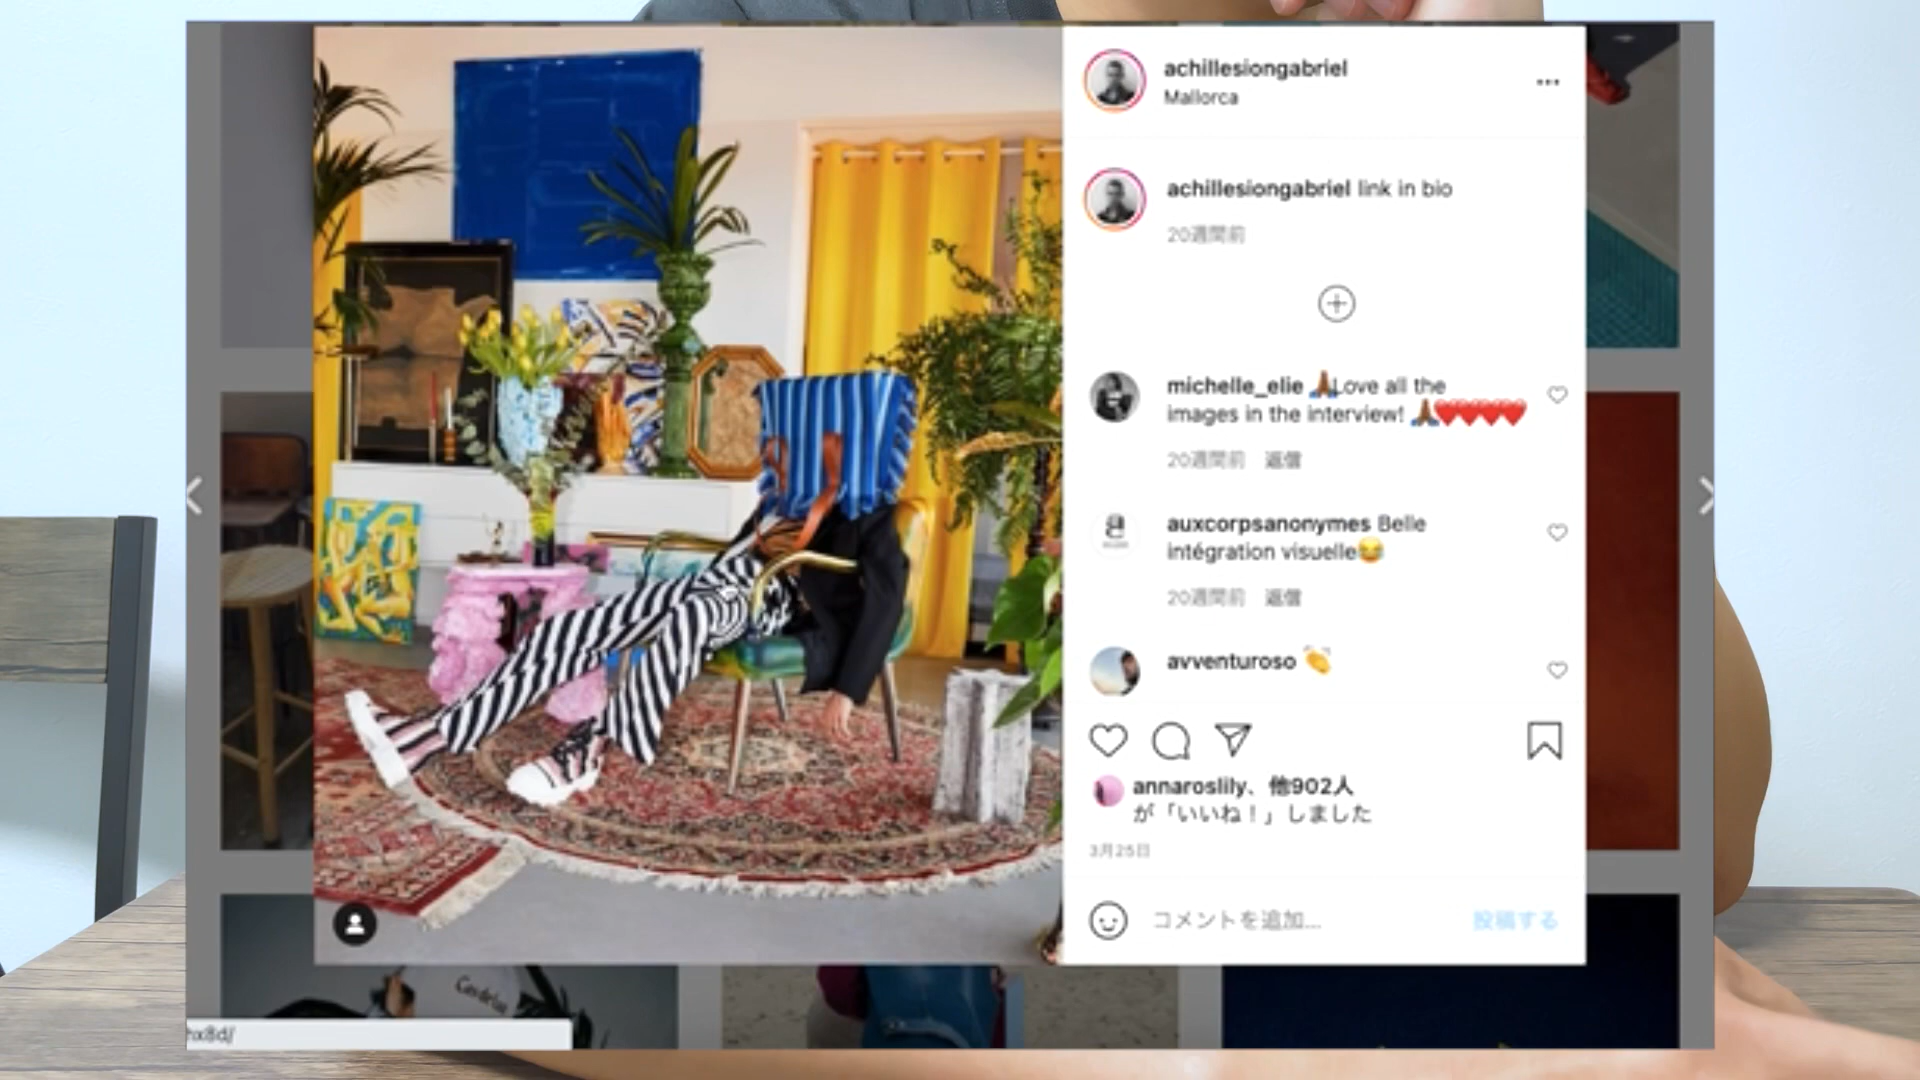 achillesiongabriel
Mallorca
achillesiongabriel link in bio
20週間前
michelle_elie 🙏🏾Love all the
images in the interview! 🙏🏾❤️❤️❤️❤️❤️
20週間前 返信
auxcorpsanonymes Belle
intégration visuelle😂
20週間前 返信
avventuroso 👏
annaroslily、他902人
が「いいね！」しました
3月25日
コメントを追加...
投稿する
hx8d/